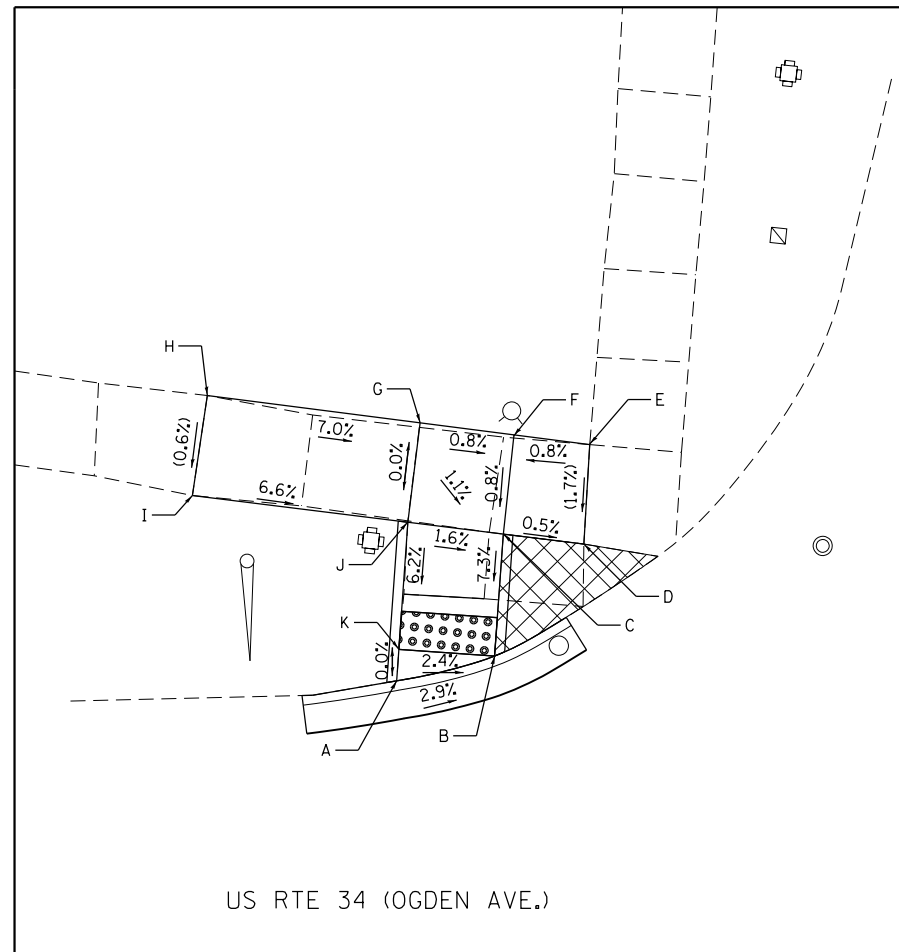 H
G
F
E
(0.6%)
7.0%
0.0%
0.8%
0.8%
0.8%
(1.7%)
1.1%
6.6%
0.5%
I
1.6%
J
6.2%
7.3%
D
C
K
0.0%
2.4%
2.9%
A
B
US RTE 34 (OGDEN AVE.)